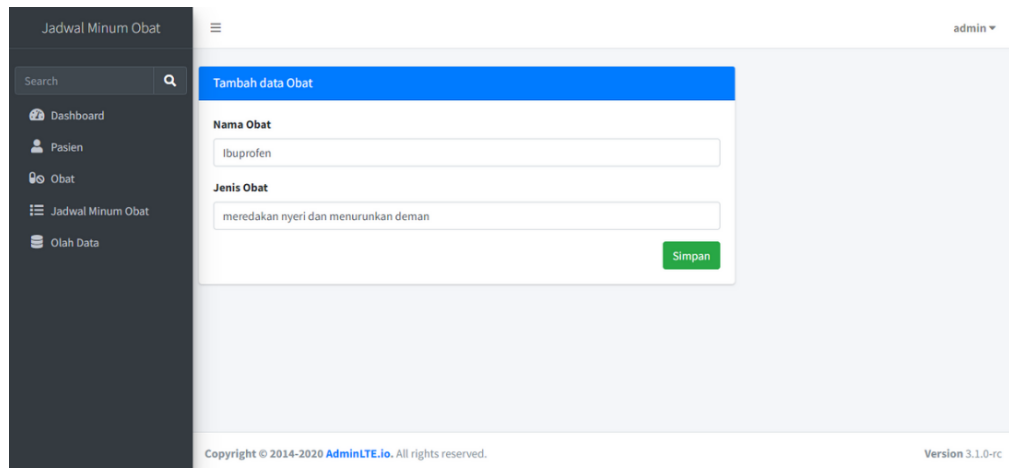 Jadwal Minum Obat
admin
Search
Dashboard
Pasien
Obat
Jadwal Minum Obat
Olah Data
Tambah data Obat
Nama Obat
Ibuprofen
Jenis Obat
meredakan nyeri dan menurunkan deman
Simpan
Copyright © 2014-2020 AdminLTE.io. All rights reserved.
Version 3.1.0-rc